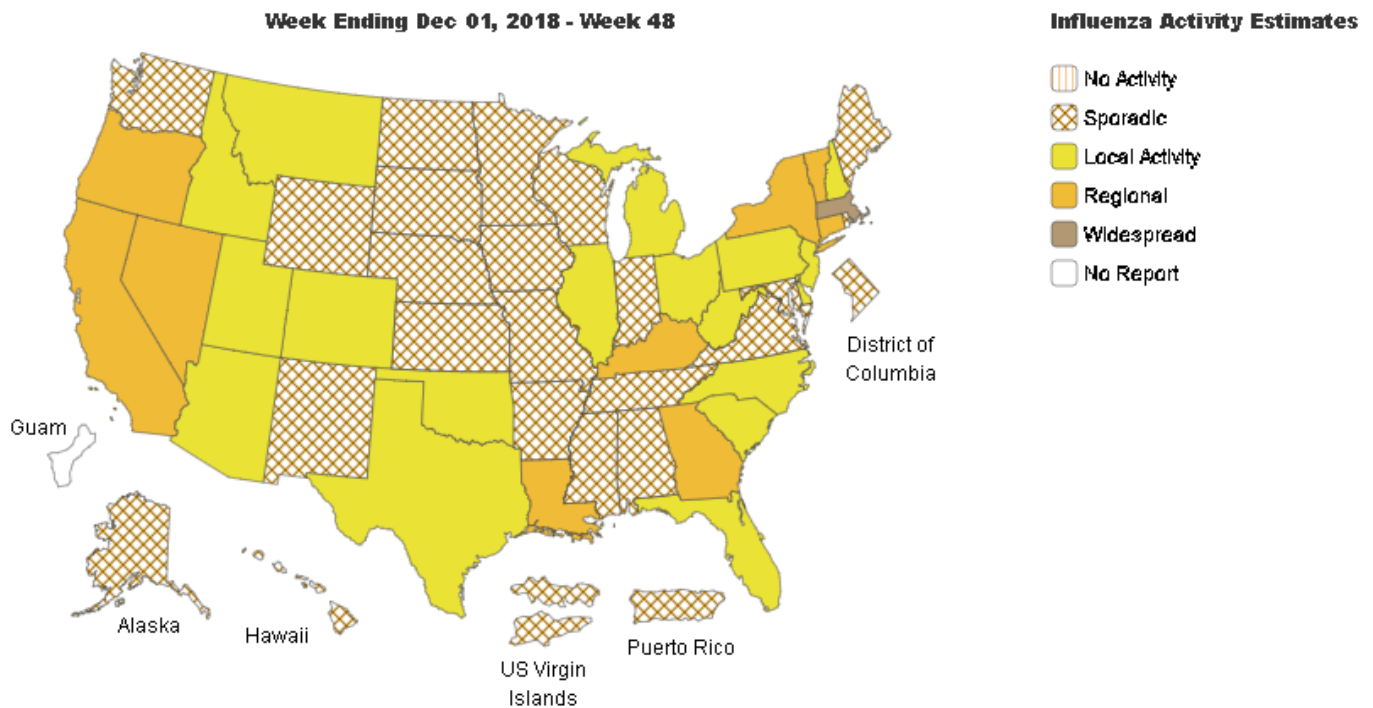 Week Ending Dec 01, 2018 - Week 48
Influenza Activity Estimates
No Activity
Sporadic
Local Activity
Regional
Widespread
No Report
District of
Columbia
Guam
Alaska
Hawaii
US Virgin
Islands
Puerto Rico